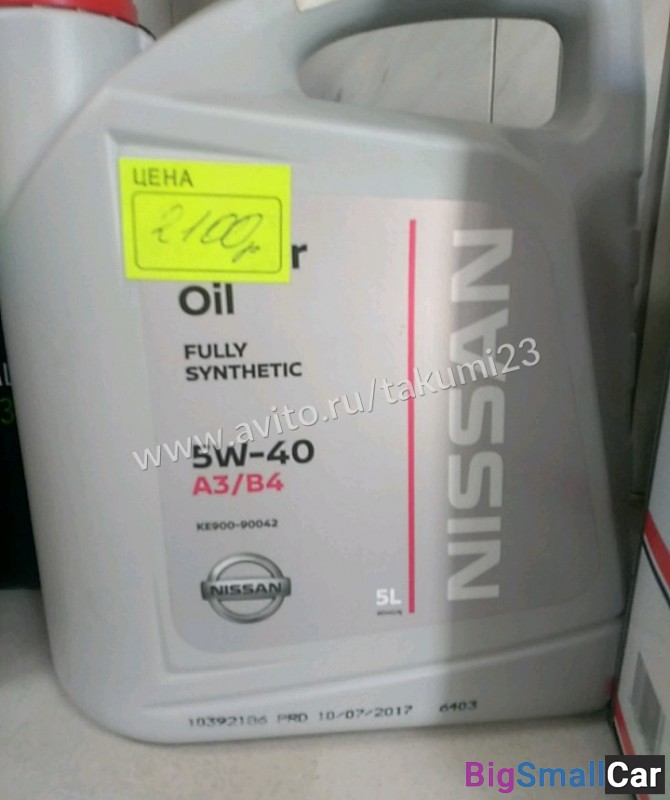 ЦЕНА
2100р
r
Oil
FULLY
SYNTHETIC
www.avito.ru/takumi23
5W-40
A3/B4
KE900-90042
NISSAN
5L
NISSAN
10392186 PRD 10/07/2017 6403
BigSmallCar